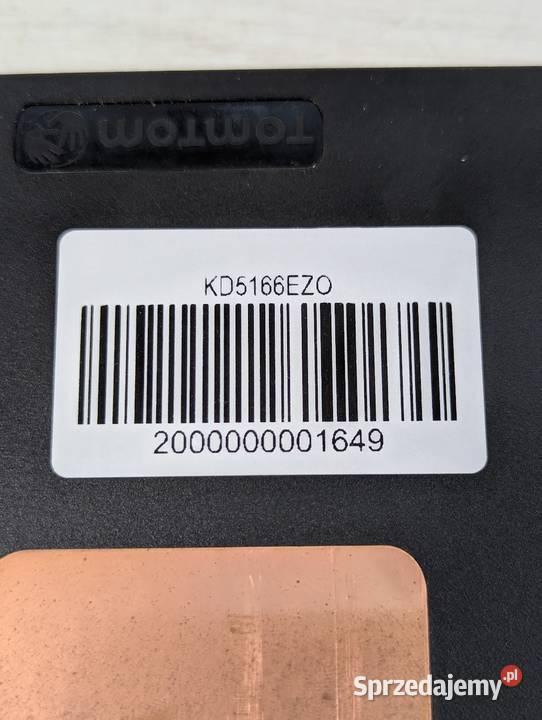 TOMTOM
KD5166EZO
2000000001649
Sprzedajemy.pl